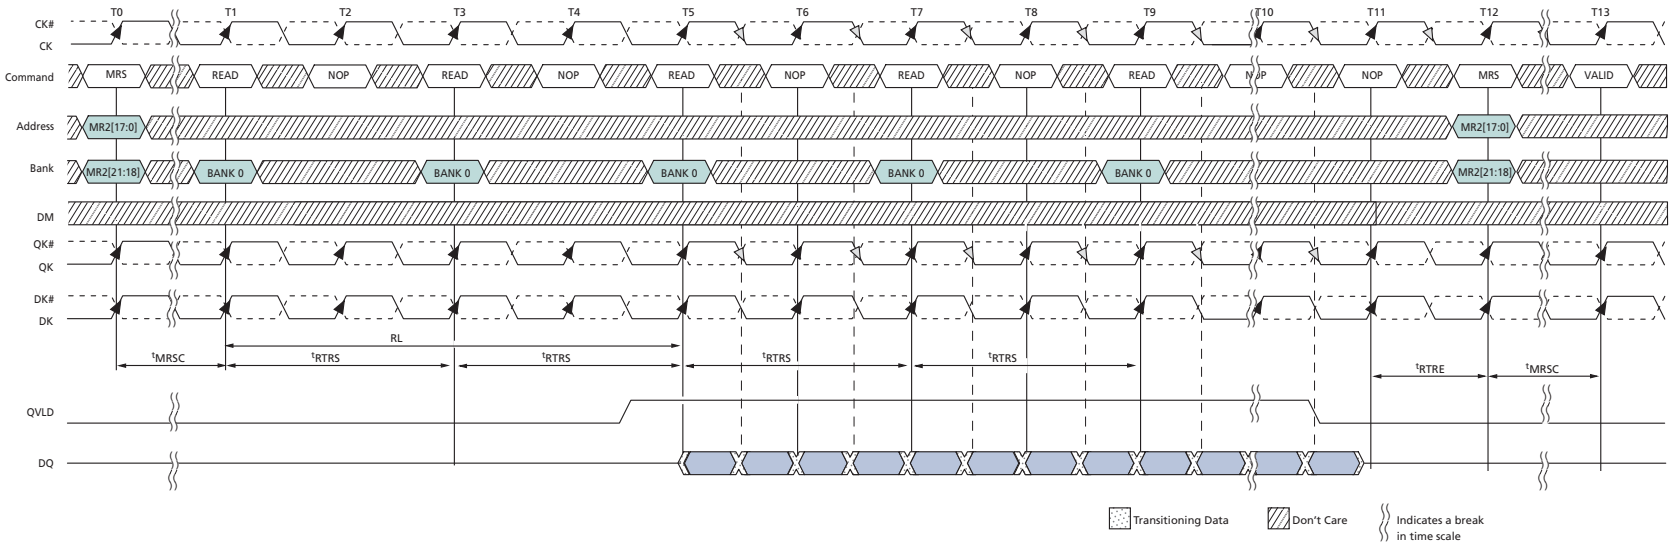 T0 T1 T2 T3 T4 T5 T6 T7 T8 T9 T10 T11 T12 T13
CK#
CK
Command MRS READ NOP READ NOP READ NOP READ NOP READ NOP NOP MRS VALID
Address MR2[17:0] MR2[17:0]
Bank MR2[21:18] BANK 0 BANK 0 BANK 0 BANK 0 BANK 0 MR2[21:18]
DM
QK#
QK
DK#
DK
RL
tMRSC tRTRS tRTRS tRTRS tRTRS tRTRE tMRSC
QVLD
DQ
Transitioning Data Don't Care Indicates a break
in time scale